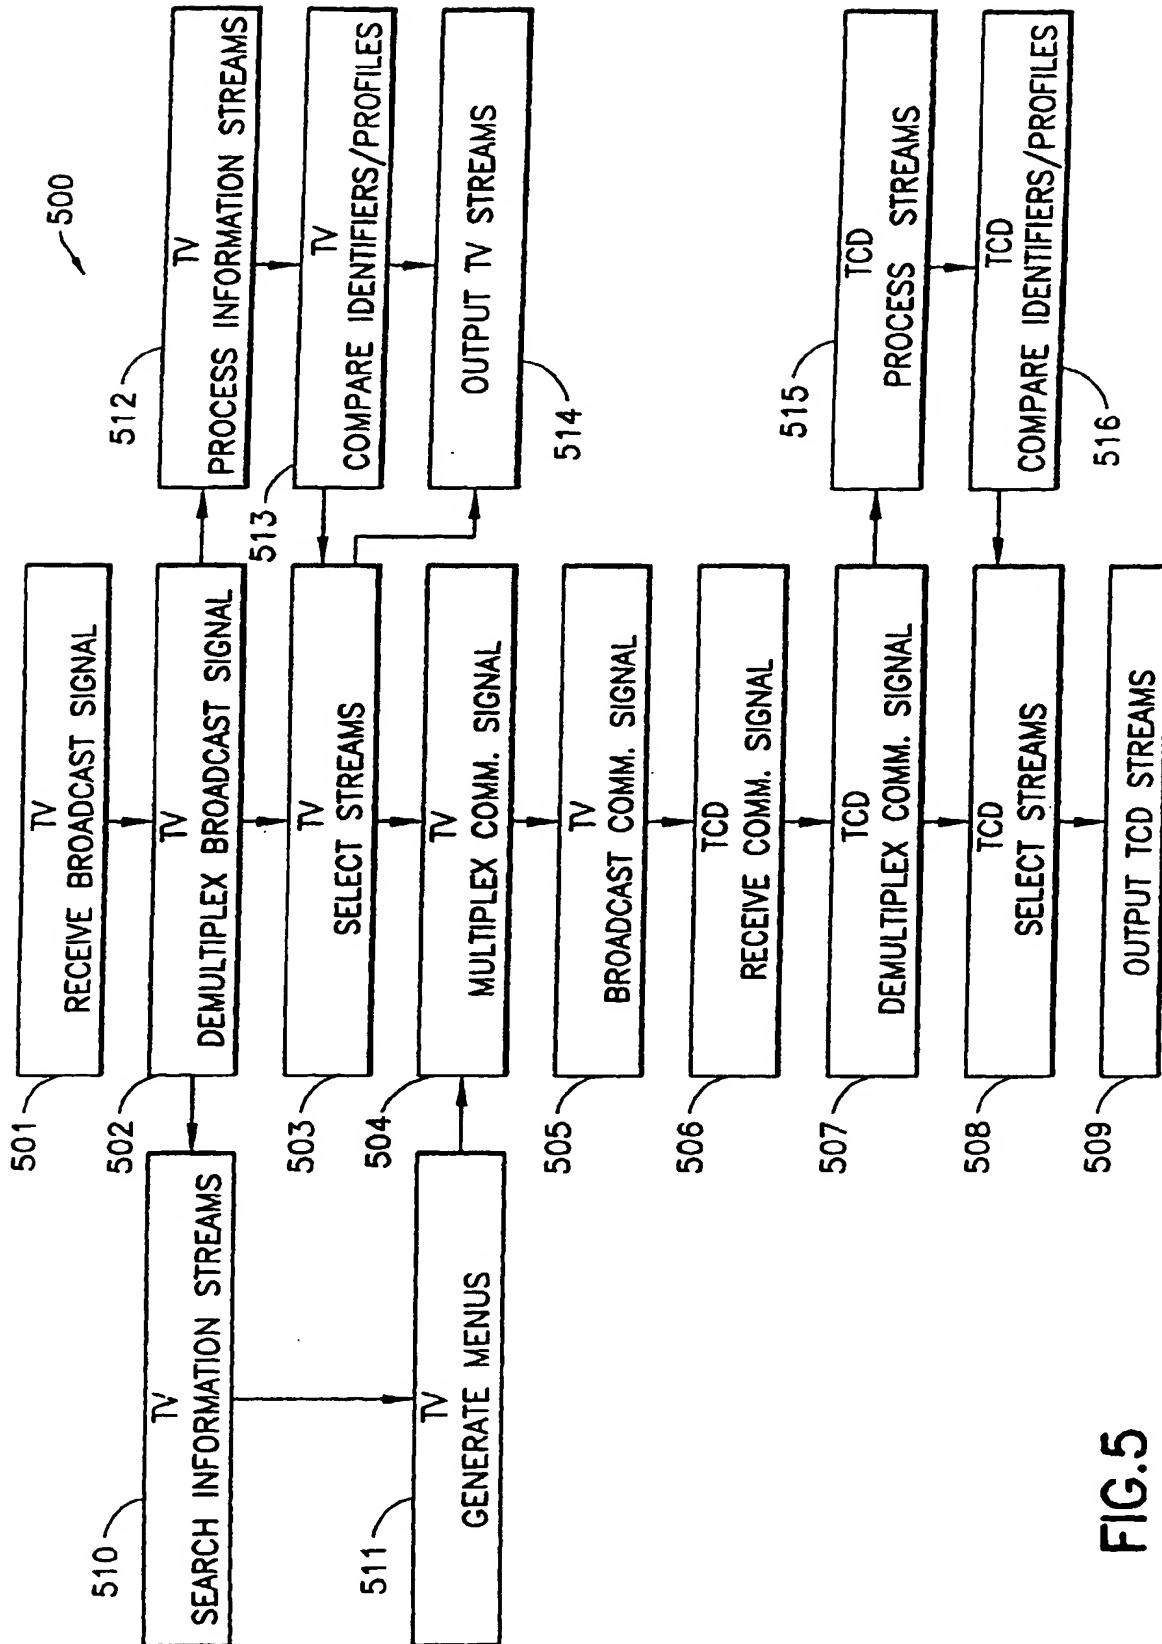 500
501
TV
RECEIVE BROADCAST SIGNAL
502
TV
DEMULTIPLEX BROADCAST SIGNAL
503
TV
SELECT STREAMS
504
TV
MULTIPLEX COMM. SIGNAL
505
TV
BROADCAST COMM. SIGNAL
506
TCD
RECEIVE COMM. SIGNAL
507
TCD
DEMULTIPLEX COMM. SIGNAL
508
TCD
SELECT STREAMS
509
OUTPUT TCD STREAMS
510
TV
SEARCH INFORMATION STREAMS
511
TV
GENERATE MENUS
512
TV
PROCESS INFORMATION STREAMS
513
TV
COMPARE IDENTIFIERS/PROFILES
514
OUTPUT TV STREAMS
515
TCD
PROCESS STREAMS
516
TCD
COMPARE IDENTIFIERS/PROFILES
FIG.5